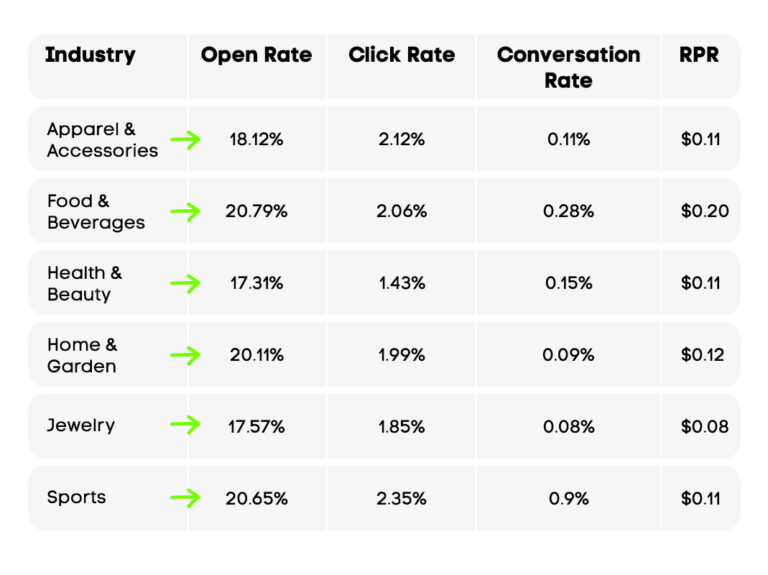 Industry Open Rate Click Rate Conversation
Rate RPR
Apparel &
Accessories 18.12% 2.12% 0.11% $0.11
Food &
Beverages 20.79% 2.06% 0.28% $0.20
Health &
Beauty 17.31% 1.43% 0.15% $0.11
Home &
Garden 20.11% 1.99% 0.09% $0.12
Jewelry 17.57% 1.85% 0.08% $0.08
Sports 20.65% 2.35% 0.9% $0.11